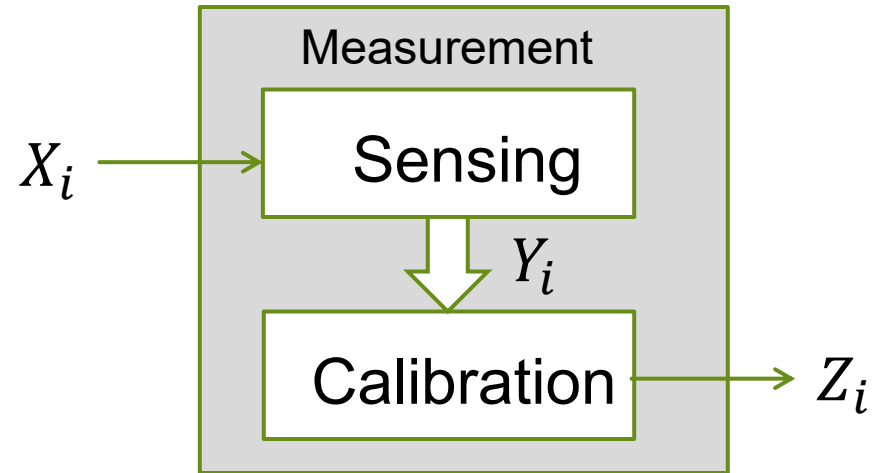 Measurement
Sensing
X_i
Y_i
Calibration
Z_i